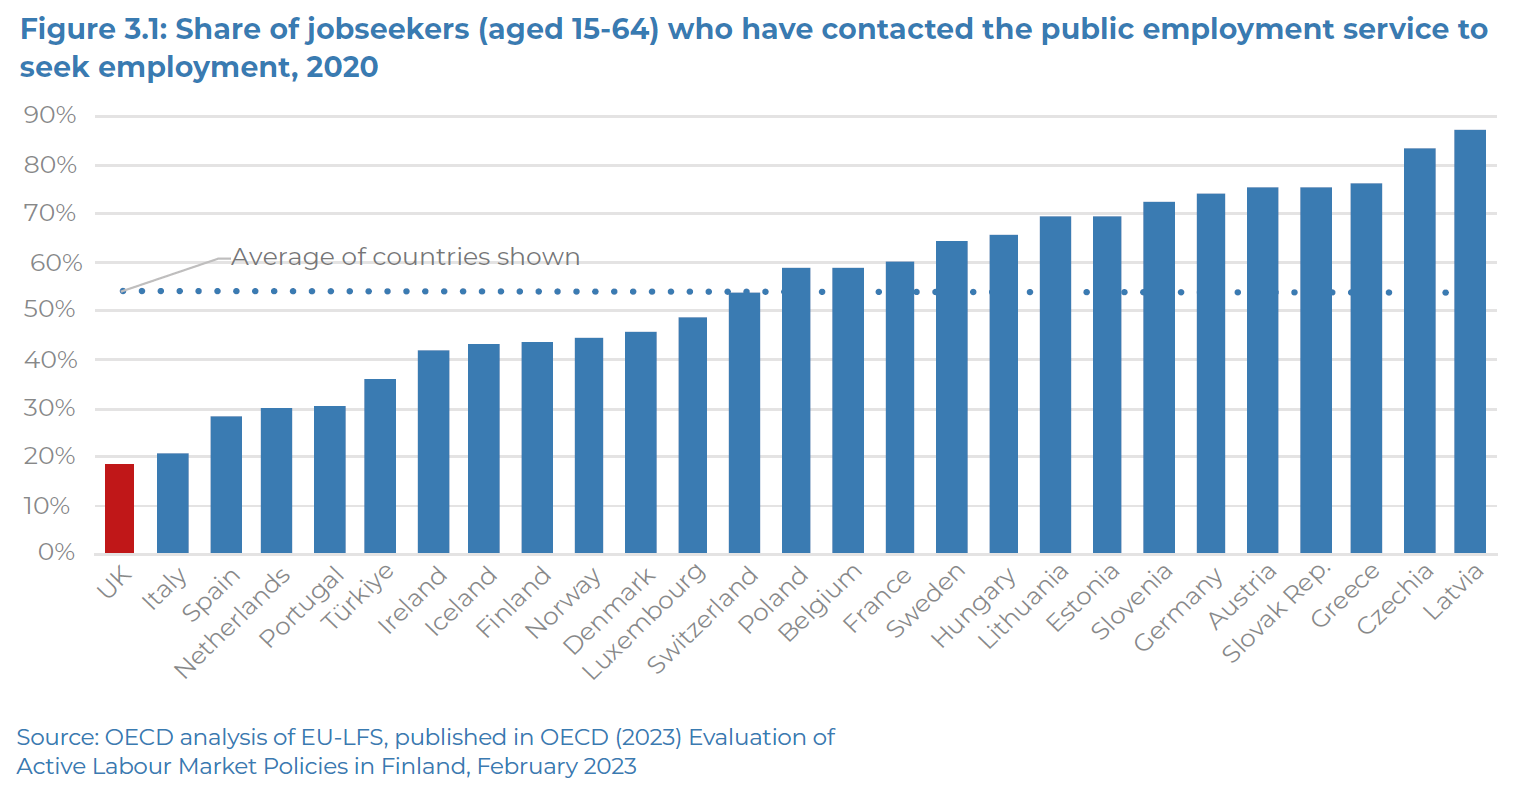 Figure 3.1: Share of jobseekers (aged 15-64) who have contacted the public employment service to
seek employment, 2020
90%
80%
70%
60%
Average of countries shown
50%
40%
30%
20%
10%
0%
UK
Italy
Spain
Netherlands
Portugal
Türkiye
Ireland
Iceland
Finland
Norway
Denmark
Luxembourg
Switzerland
Poland
Belgium
France
Sweden
Hungary
Lithuania
Estonia
Slovenia
Germany
Austria
Slovak Rep.
Greece
Czechia
Latvia
Source: OECD analysis of EU-LFS, published in OECD (2023) Evaluation of
Active Labour Market Policies in Finland, February 2023